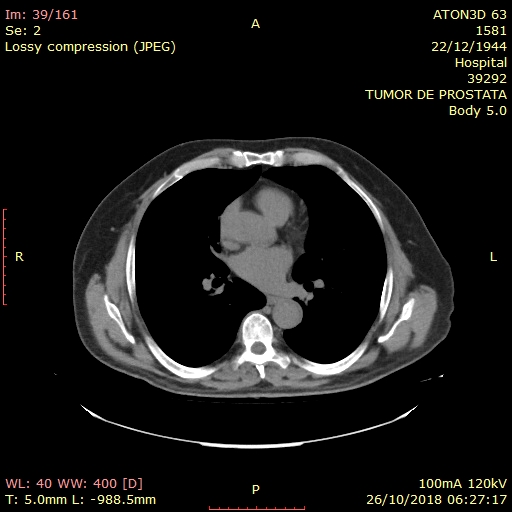 Im: 39/161
Se: 2
Lossy compression (JPEG)
A
ATON3D 63
1581
22/12/1944
Hospital
39292
TUMOR DE PROSTATA
Body 5.0
R
L
WL: 40 WW: 400 [D]
T: 5.0mm L: -988.5mm
P
100mA 120kV
26/10/2018 06:27:17